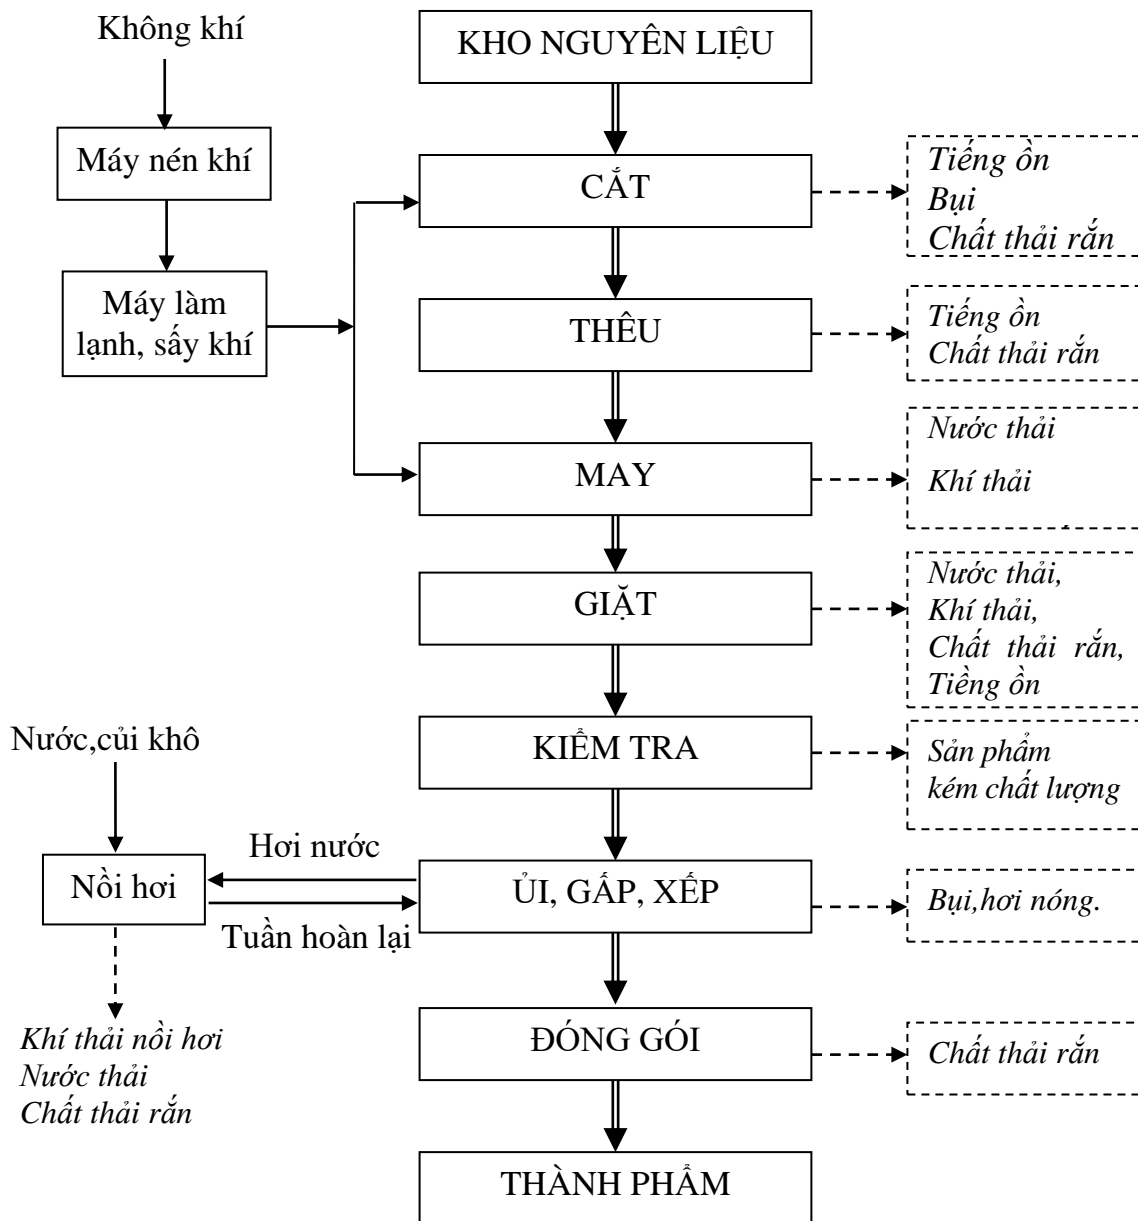 Không khí
KHO NGUYÊN LIỆU
Máy nén khí
CẮT
Tiếng ồn
Bụi
Chất thải rắn
Máy làm
lạnh, sấy khí
THÊU
Tiếng ồn
Chất thải rắn
MAY
Nước thải
Khí thải
GIẶT
Nước thải,
Khí thải,
Chất thải rắn,
Tiềng ồn
Nước,củi khô
KIỂM TRA
Sản phẩm
kém chất lượng
Hơi nước
Nồi hơi
ỦI, GẤP, XẾP
Bụi,hơi nóng.
Tuần hoàn lại
Khí thải nồi hơi
Nước thải
Chất thải rắn
ĐÓNG GÓI
Chất thải rắn
THÀNH PHẨM